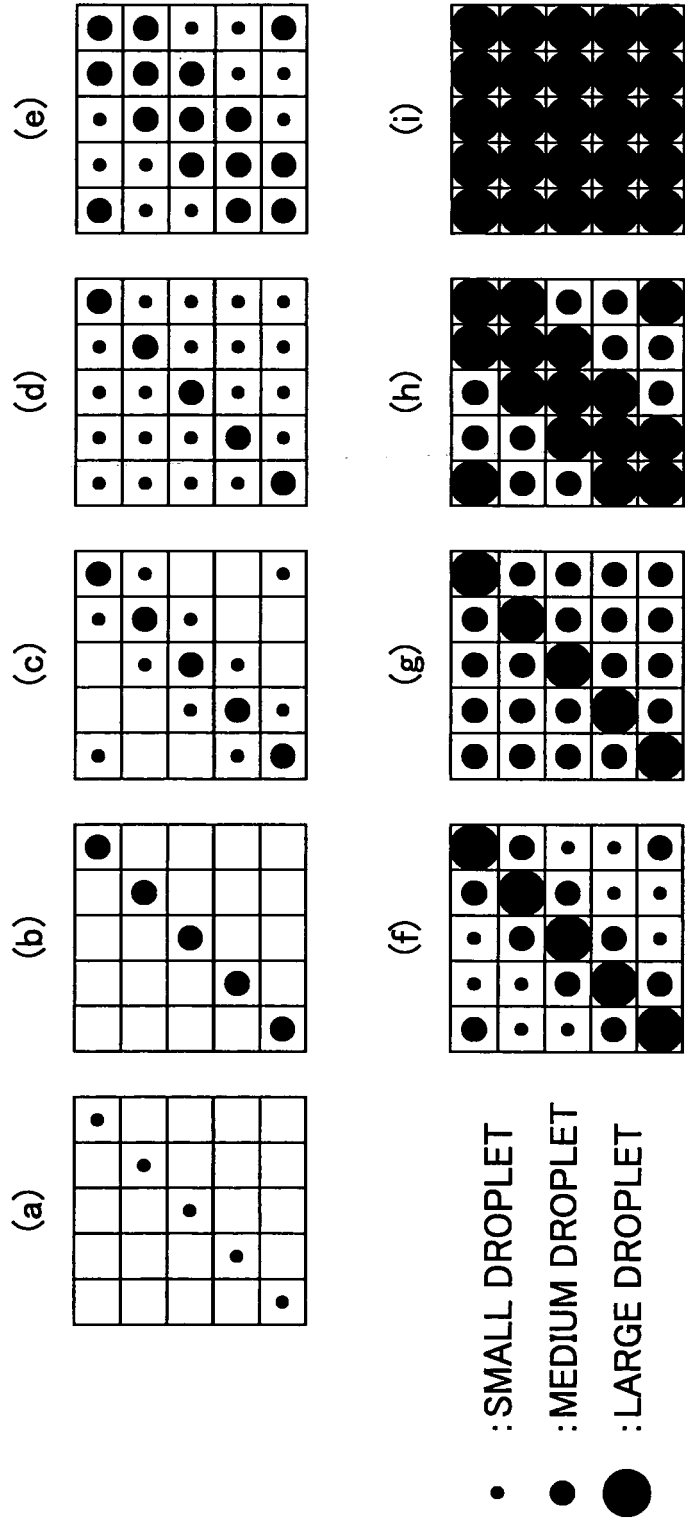 (a)
(b)
(c)
(d)
(e)
(f)
(g)
(h)
(i)
: SMALL DROPLET
: MEDIUM DROPLET
: LARGE DROPLET